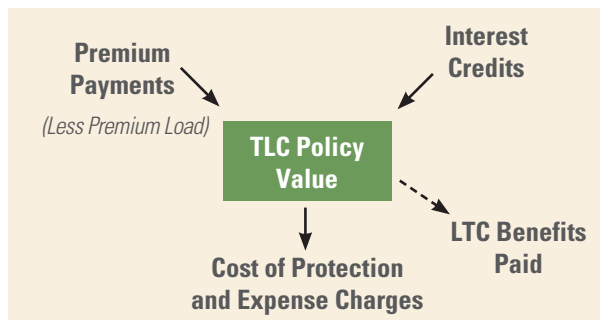 Premium
Payments
(Less Premium Load)
Interest
Credits
TLC Policy
Value
LTC Benefits
Paid
Cost of Protection
and Expense Charges